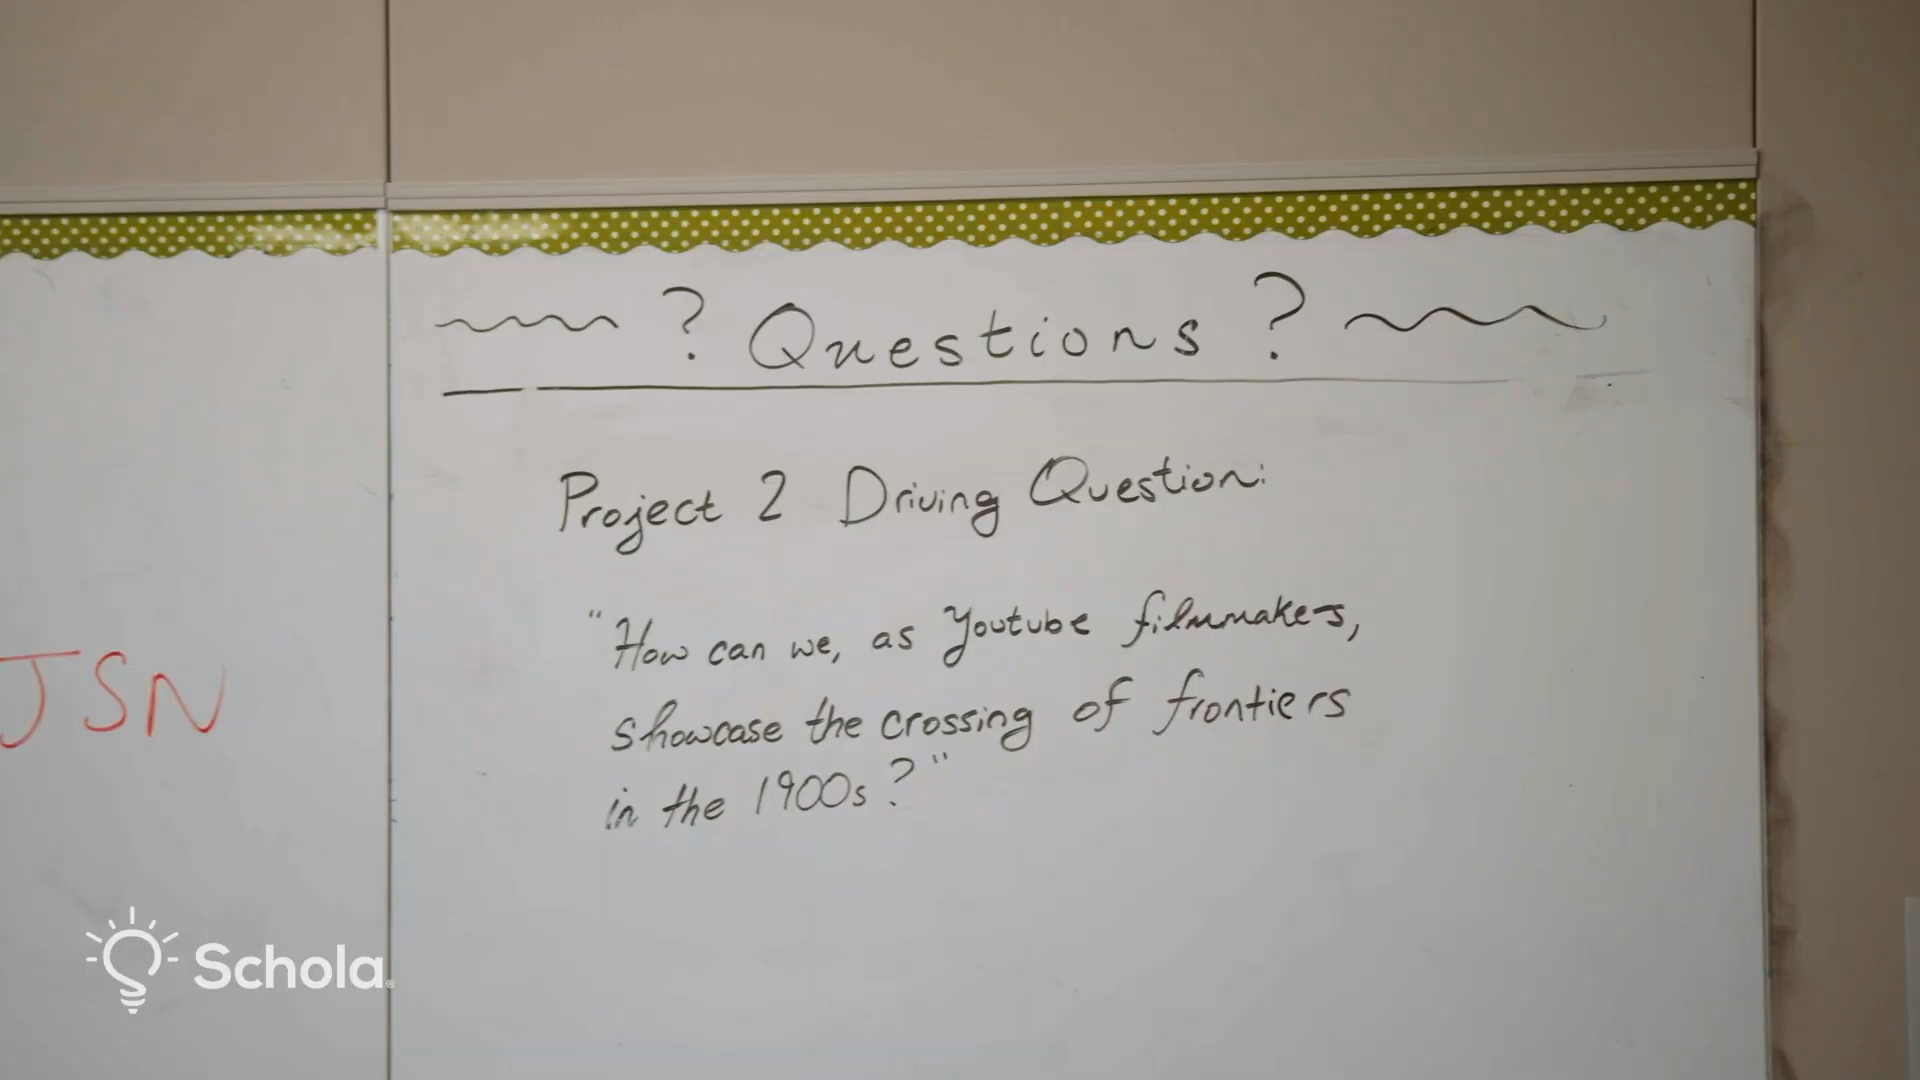 ? Questions ?
Project 2 Driving Question:
"How can we, as Youtube filmmakers,
showcase the crossing of frontiers
in the 1900s?"
JSN
Schola®